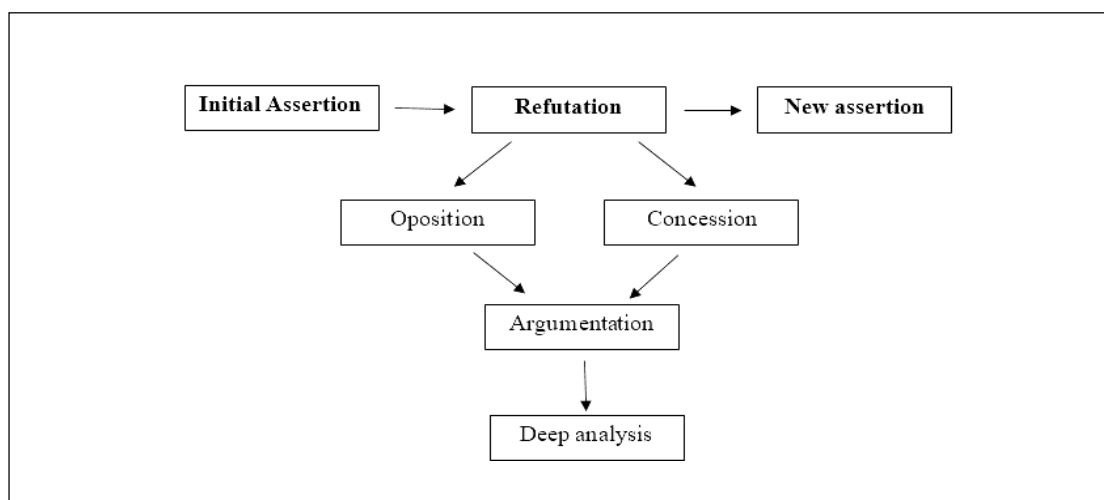 Initial Assertion
Refutation
New assertion
Oposition
Concession
Argumentation
Deep analysis